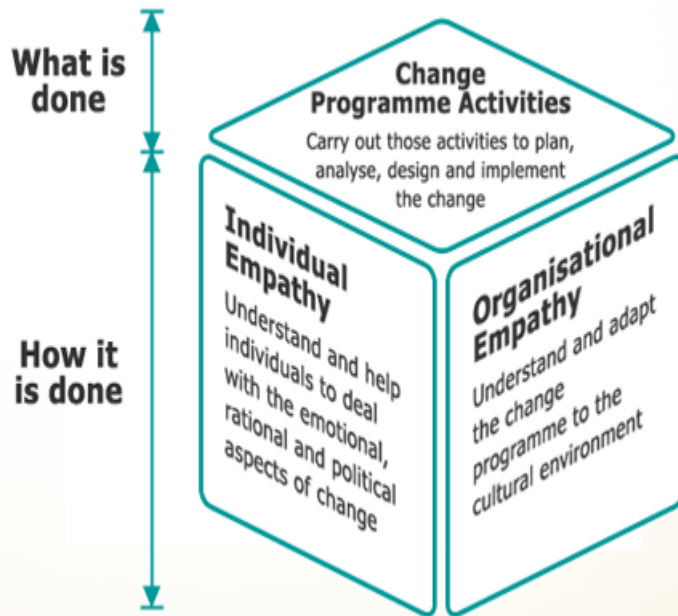 What is
done
Change
Programme Activities
Carry out those activities to plan,
analyse, design and implement
the change
How it
is done
Individual
Empathy
Understand and help
individuals to deal
with the emotional,
rational and political
aspects of change
Organisational
Empathy
Understand and adapt
the change
programme to the
cultural environment